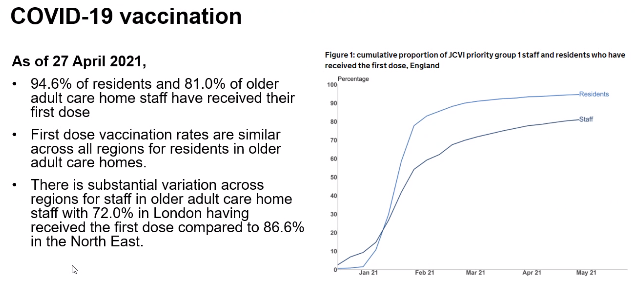 COVID-19 vaccination
As of 27 April 2021,
• 94.6% of residents and 81.0% of older
adult care home staff have received their
first dose
• First dose vaccination rates are similar
across all regions for residents in older
adult care homes.
• There is substantial variation across
regions for staff in older adult care home
staff with 72.0% in London having
received the first dose compared to 86.6%
in the North East.
Figure 1: cumulative proportion of JCVI priority group 1 staff and residents who have
received the first dose, England
Percentage
100
90
80
70
60
50
40
30
20
10
0
Residents
Staff
Jan 21
Feb 21
Mar 21
Apr 21
May 21